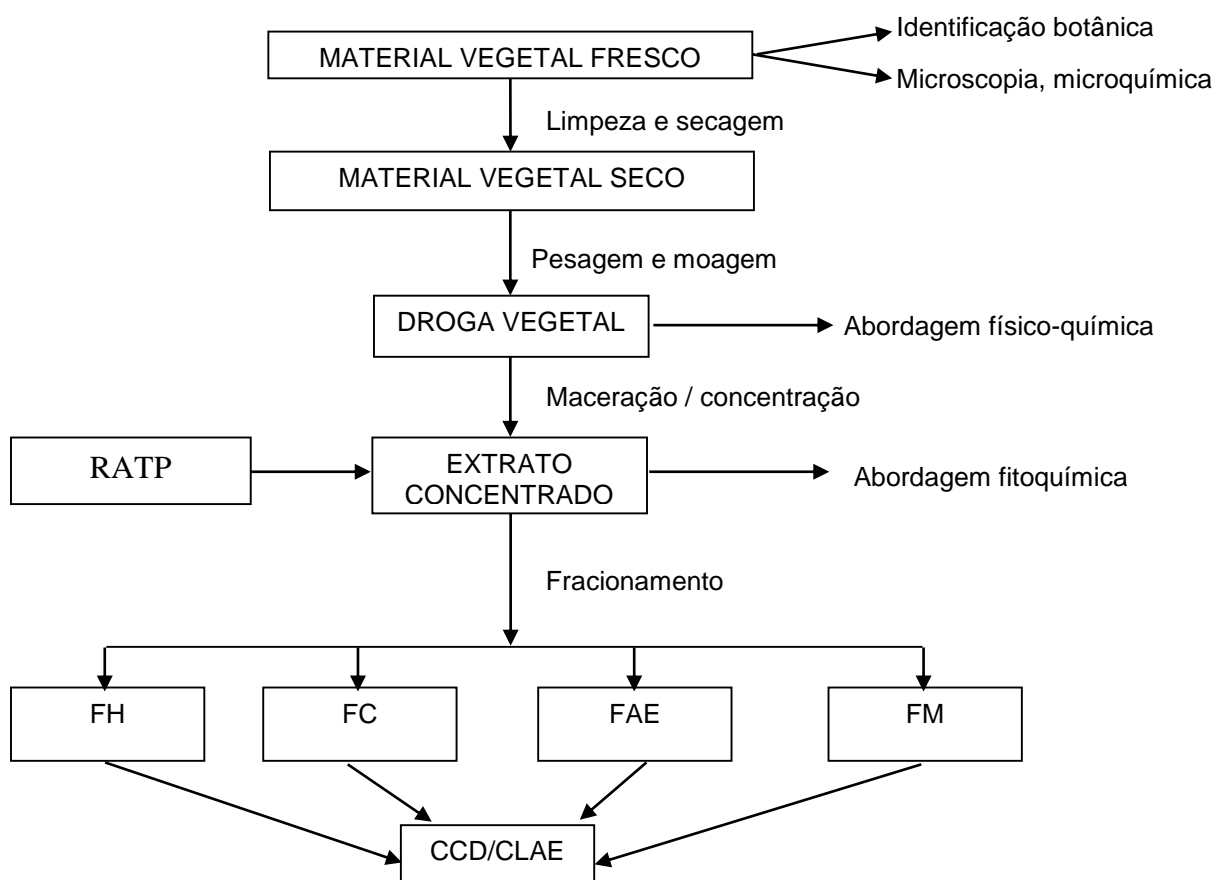 Identificação botânica
MATERIAL VEGETAL FRESCO
Microscopia, microquímica
Limpeza e secagem
MATERIAL VEGETAL SECO
Pesagem e moagem
DROGA VEGETAL
Abordagem físico-química
Maceração / concentração
RATP
EXTRATO
CONCENTRADO
Abordagem fitoquímica
Fracionamento
FH
FC
FAE
FM
CCD/CLAE